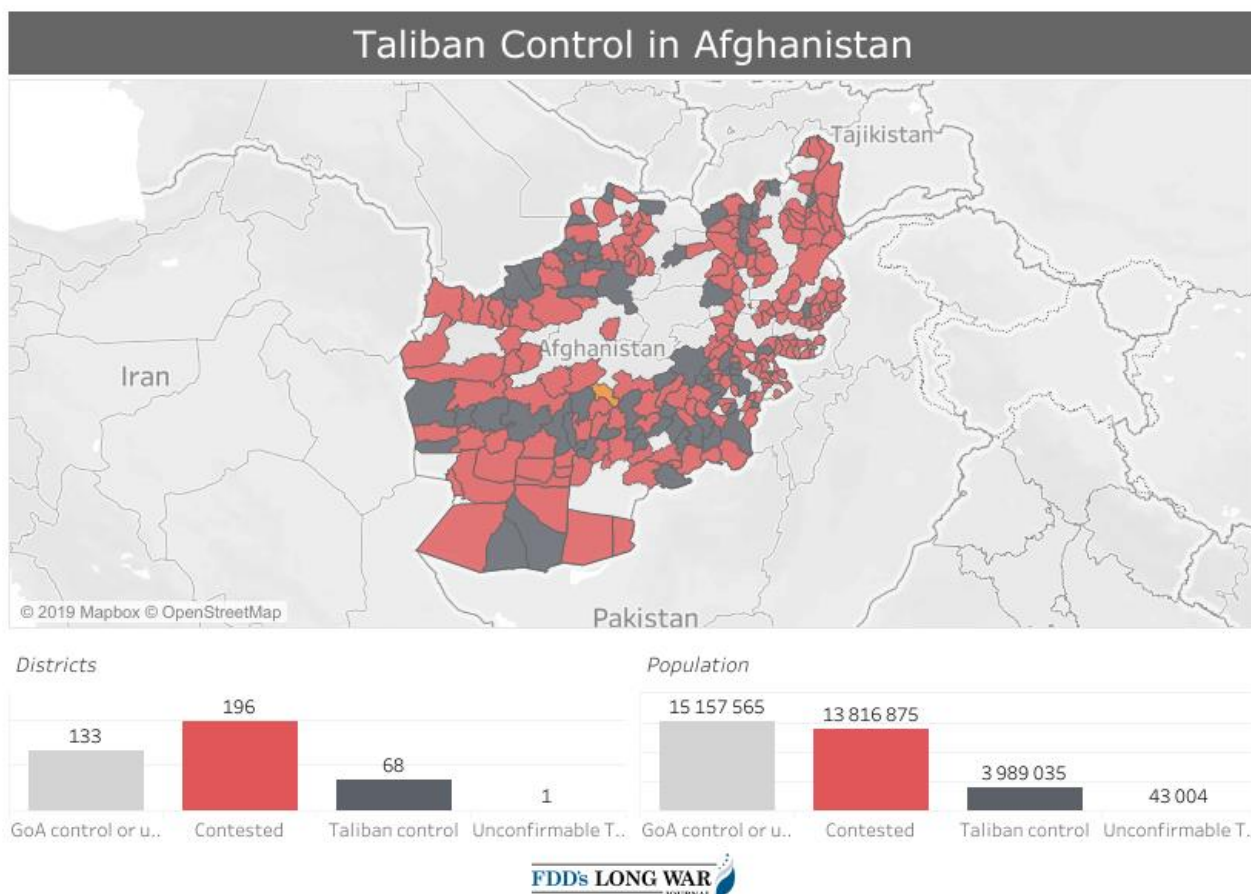 Taliban Control in Afghanistan
Tajikistan
Afghanistan
Iran
© 2019 Mapbox © OpenStreetMap
Pakistan
Districts
133
196
68
1
GoA control or u..
Contested
Taliban control
Unconfirmable T..
Population
15 157 565
13 816 875
3 989 035
43 004
GoA control or u..
Contested
Taliban control
Unconfirmable T..
FDD's LONG WAR
JOURNAL